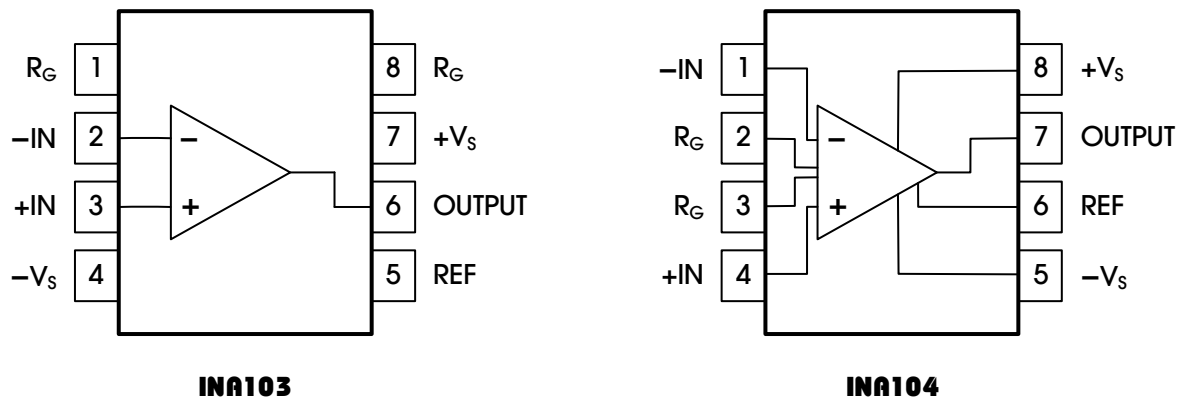 R_G 1 8 R_G
−IN 2 − 7 +V_S
+IN 3 + 6 OUTPUT
−V_S 4 5 REF
INA103
−IN 1 8 +V_S
R_G 2 − 7 OUTPUT
R_G 3 + 6 REF
+IN 4 5 −V_S
INA104